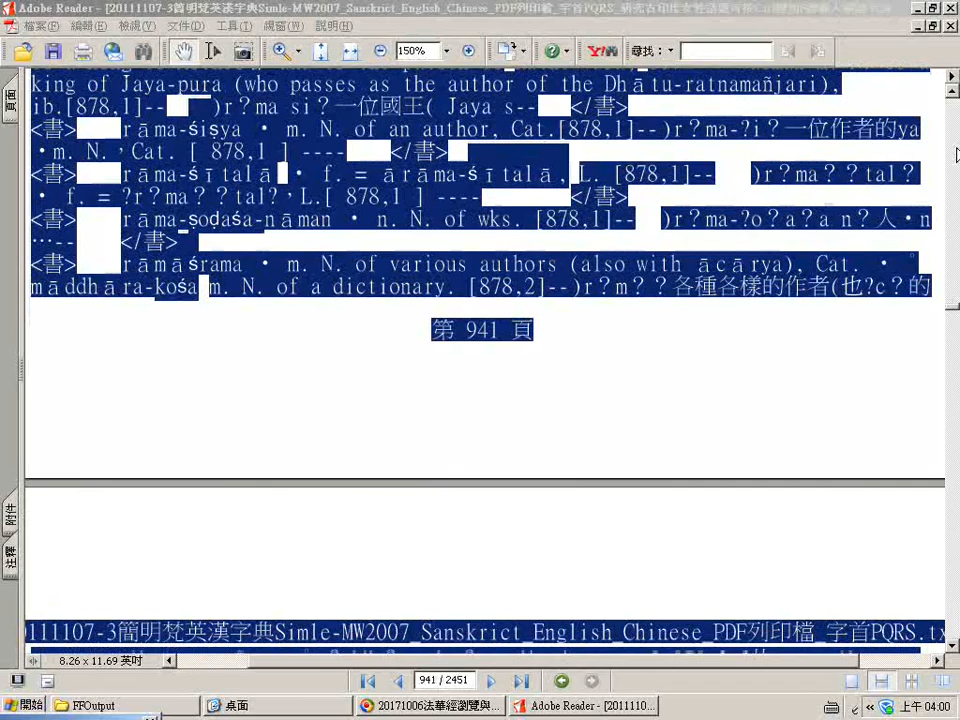 Adobe Reader - [20111107-3簡明梵英漢字典Simle-MW2007_Sanskrict_English_Chinese_PDF列印檔_字首PQRS
檔案(F) 編輯(E) 檢視(V) 文件(D) 工具(T) 視窗(W) 說明(H)
150% 尋找：
頁面
king of Jaya-pura (who passes as the author of the Dhātu-ratnamañjari),
ib.[878,1]-- )r?ma si?一位國王( Jaya s-- </書>
<書> rāma-śiṣya ‧ m. N. of an author, Cat.[878,1]--)r?ma-?i?一位作者的ya
‧m. N.，Cat. [ 878,1 ] ---- </書>
<書> rāma-śītalā ‧ f. = ārāma-śītalā, L. [878,1]-- )r?ma??tal?
‧ f. = ?r?ma??tal?,L.[ 878,1 ] ---- </書>
<書> rāma-ṣoḍaśa-nāman ‧ n. N. of wks. [878,1]-- )r?ma-?o?a?a n?人‧n
…-- </書>
<書> rāmāśrama ‧ m. N. of various authors (also with ācārya), Cat. ‧ °
māddhāra-kośa m. N. of a dictionary. [878,2]--)r?m??各種各樣的作者(也?c?的
第 941 頁
附件
注釋
0111107-3簡明梵英漢字典Simle-MW2007_Sanskrict_English_Chinese_PDF列印檔_字首PQRS.tx
8.26 x 11.69 英吋
941 / 2451
開始 FFOutput 桌面 20171006法華經瀏覽與... Adobe Reader - [2011110... 上午 04:00